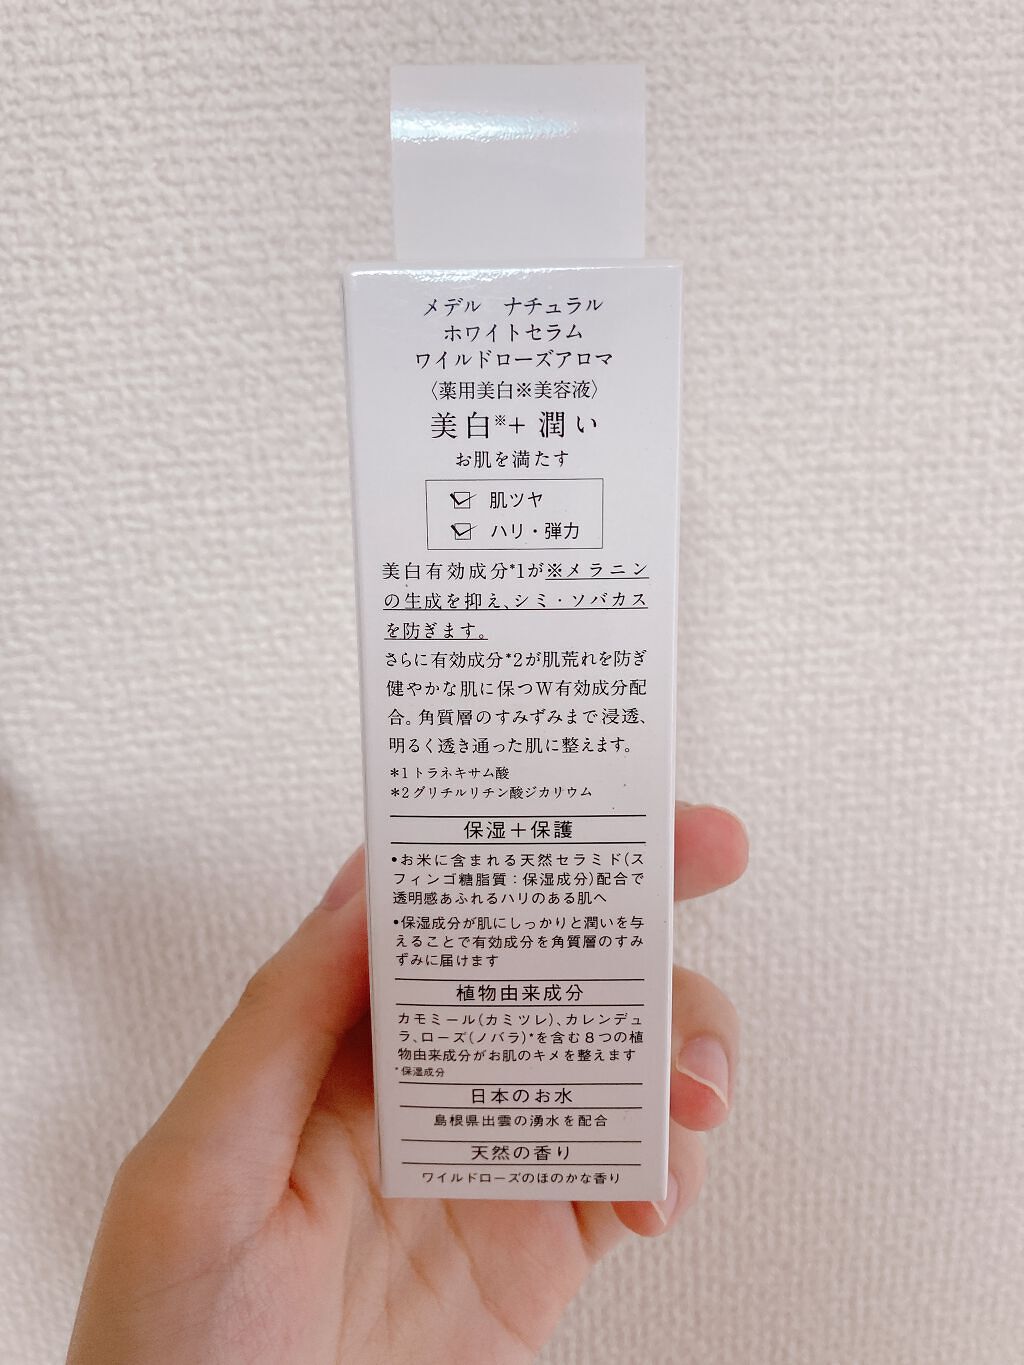 メデル ナチュラル
ホワイトセラム
ワイルドローズアロマ
〈薬用美白※美容液〉
美白※+ 潤い
お肌を満たす
肌ツヤ
ハリ・弾力
美白有効成分*1が※メラニン
の生成を抑え、シミ・ソバカス
を防ぎます。
さらに有効成分*2が肌荒れを防ぎ
健やかな肌に保つW有効成分配
合。角質層のすみずみまで浸透、
明るく透き通った肌に整えます。
*1 トラネキサム酸
*2 グリチルリチン酸ジカリウム
保湿+保護
•お米に含まれる天然セラミド(ス
フィンゴ糖脂質:保湿成分)配合で
透明感あふれるハリのある肌へ
•保湿成分が肌にしっかりと潤いを与
えることで有効成分を角質層のすみ
ずみに届けます
植物由来成分
カモミール(カミツレ)、カレンデュ
ラ、ローズ(ノバラ)*を含む8つの植
物由来成分がお肌のキメを整えます
*保湿成分
日本のお水
島根県出雲の湧水を配合
天然の香り
ワイルドローズのほのかな香り